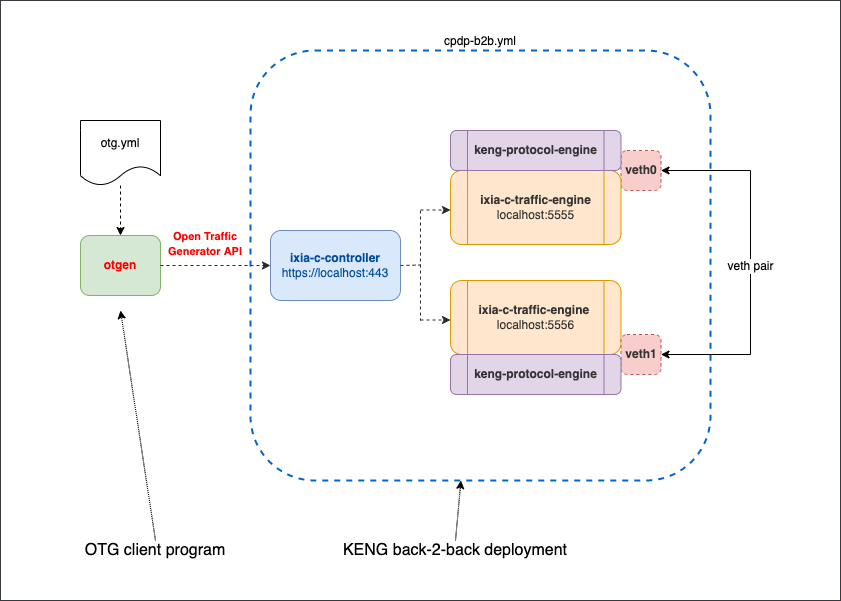 cpdp-b2b.yml
otg.yml
keng-protocol-engine
veth0
ixia-c-traffic-engine
localhost:5555
Open Traffic
Generator API
otgen
ixia-c-controller
https://localhost:443
veth pair
ixia-c-traffic-engine
localhost:5556
veth1
keng-protocol-engine
OTG client program
KENG back-2-back deployment